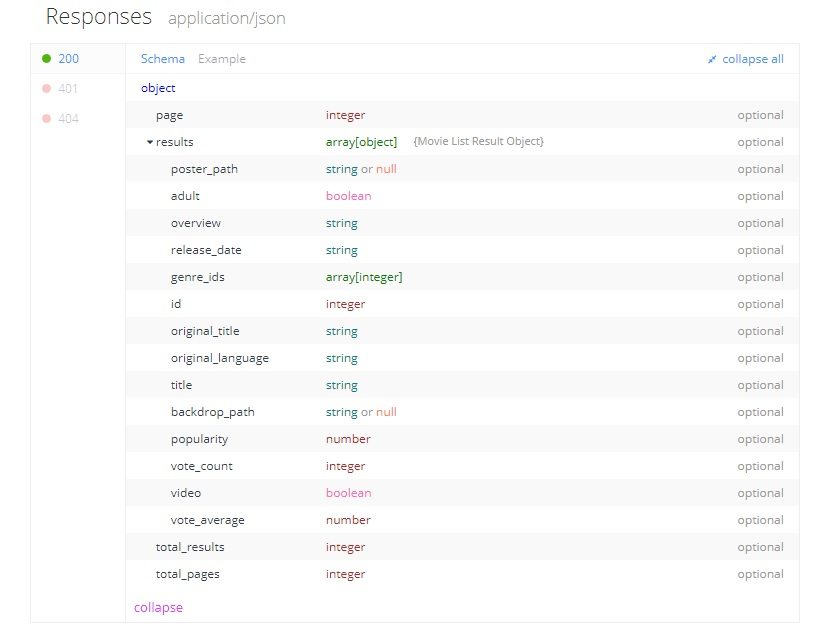 Responses application/json
200 Schema Example collapse all
401 object
page integer optional
404
results array[object] {Movie List Result Object} optional
poster_path string or null optional
adult boolean optional
overview string optional
release_date string optional
genre_ids array[integer] optional
id integer optional
original_title string optional
original_language string optional
title string optional
backdrop_path string or null optional
popularity number optional
vote_count integer optional
video boolean optional
vote_average number optional
total_results integer optional
total_pages integer optional
collapse